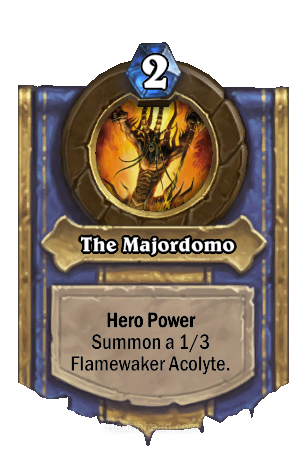 2
The Majordomo
Hero Power
Summon a 1/3
Flamewaker Acolyte.